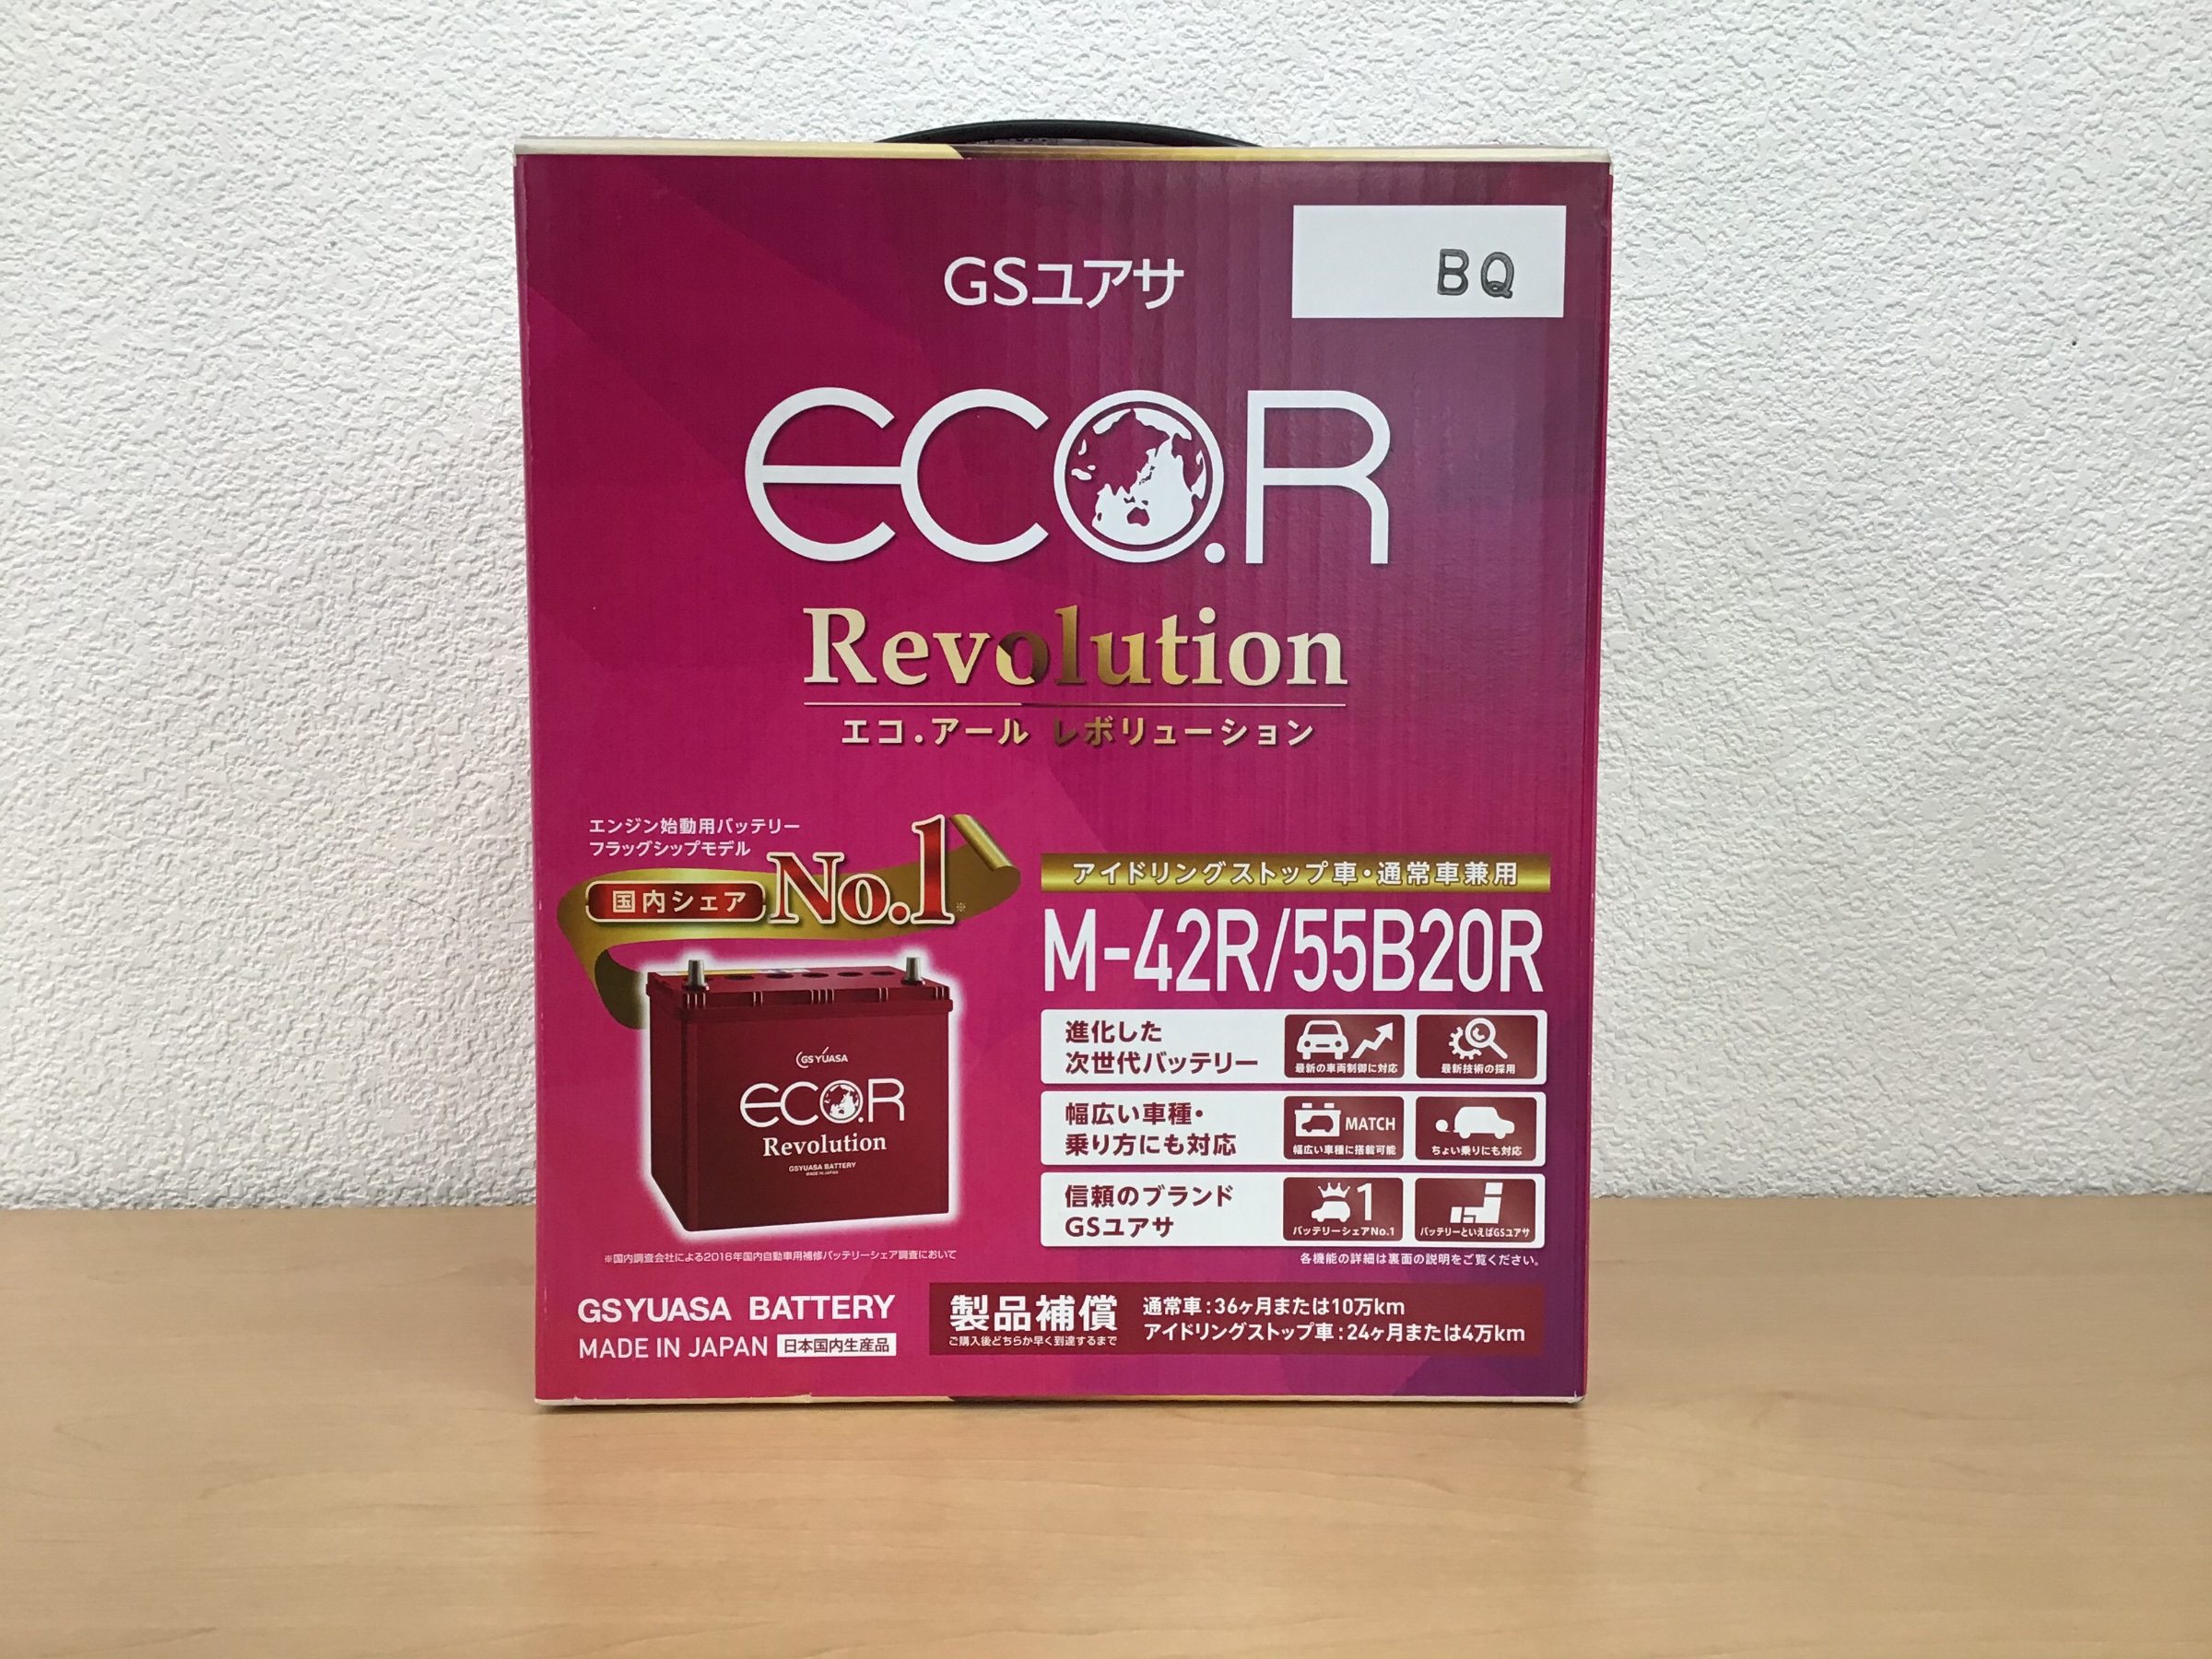 GSユアサ
BQ
ECO.R
Revolution
エコ.アール レボリューション
エンジン始動用バッテリー
フラッグシップモデル
国内シェア No.1※
GS YUASA
ECO.R
Revolution
GSYUASA BATTERY
MADE IN JAPAN
※国内調査会社による2016年国内自動車用補修バッテリーシェア調査において
アイドリングストップ車・通常車兼用
M-42R/55B20R
進化した
次世代バッテリー
最新の車両制御に対応
最新技術の採用
幅広い車種・
乗り方にも対応
MATCH
幅広い車種に搭載可能
ちょい乗りにも対応
信頼のブランド
GSユアサ
1
バッテリーシェアNo.1
バッテリーといえばGSユアサ
各機能の詳細は裏面の説明をご覧ください。
GSYUASA BATTERY
MADE IN JAPAN 日本国内生産品
製品補償
ご購入後どちらか早く到達するまで
通常車:36ヶ月または10万km
アイドリングストップ車:24ヶ月または4万km